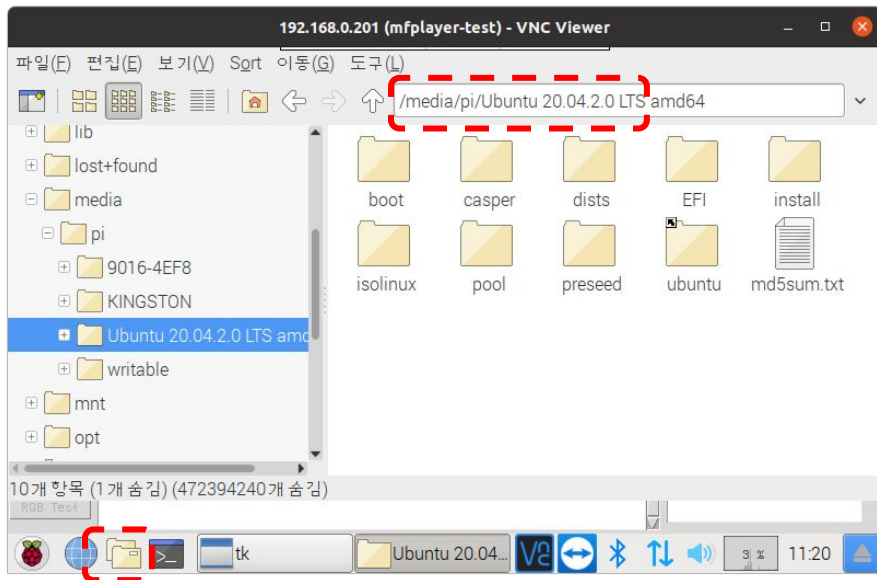 192.168.0.201 (mfplayer-test) - VNC Viewer
파일(F) 편집(E) 보기(V) Sort 이동(G) 도구(L)
/media/pi/Ubuntu 20.04.2.0 LTS amd64
lib
lost+found
media
pi
9016-4EF8
KINGSTON
Ubuntu 20.04.2.0 LTS amd
writable
mnt
opt
boot casper dists EFI install
isolinux pool preseed ubuntu md5sum.txt
10개 항목 (1개 숨김) (472394240개 숨김)
RGB Test
>_ tk Ubuntu 20.04... V2 3 % 11:20